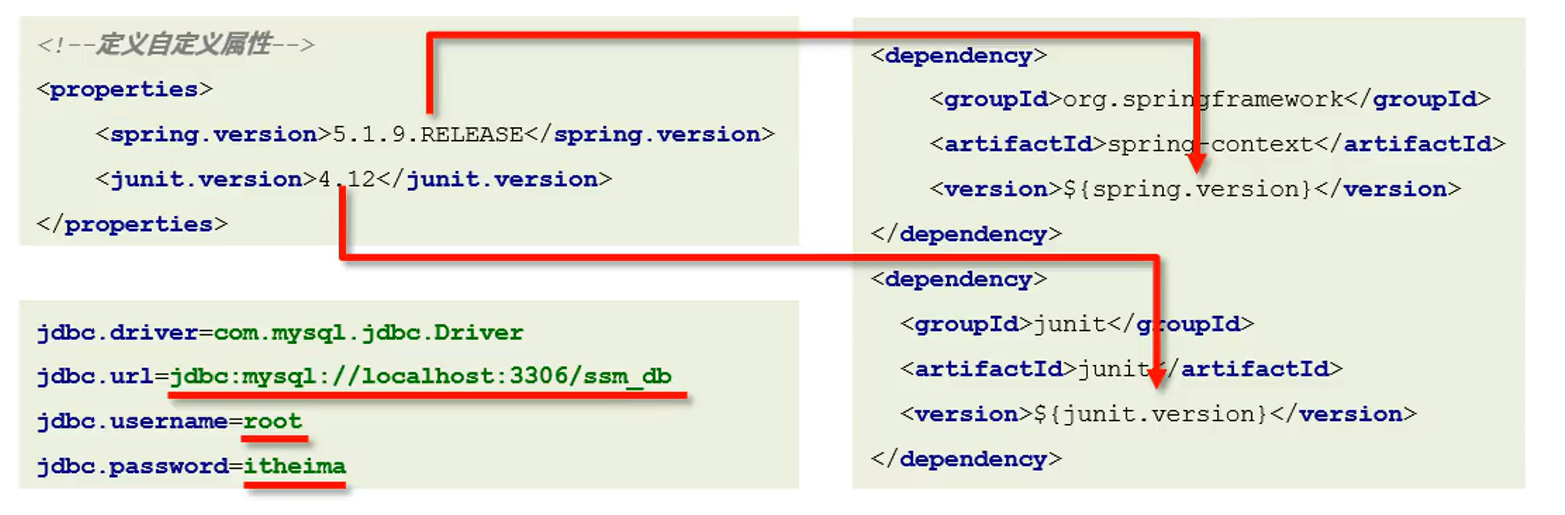 <!--定义自定义属性-->
<properties>
    <spring.version>5.1.9.RELEASE</spring.version>
    <junit.version>4.12</junit.version>
</properties>
jdbc.driver=com.mysql.jdbc.Driver
jdbc.url=jdbc:mysql://localhost:3306/ssm_db
jdbc.username=root
jdbc.password=itheima
<dependency>
    <groupId>org.springframework</groupId>
    <artifactId>spring-context</artifactId>
    <version>${spring.version}</version>
</dependency>
<dependency>
  <groupId>junit</groupId>
  <artifactId>junit</artifactId>
  <version>${junit.version}</version>
</dependency>